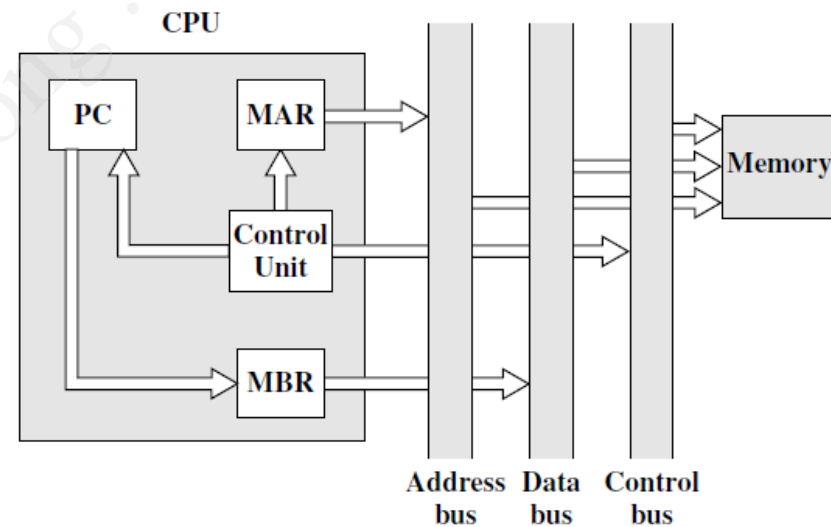 CPU
PC
MAR
Memory
Control
Unit
MBR
Address Data Control
bus bus bus